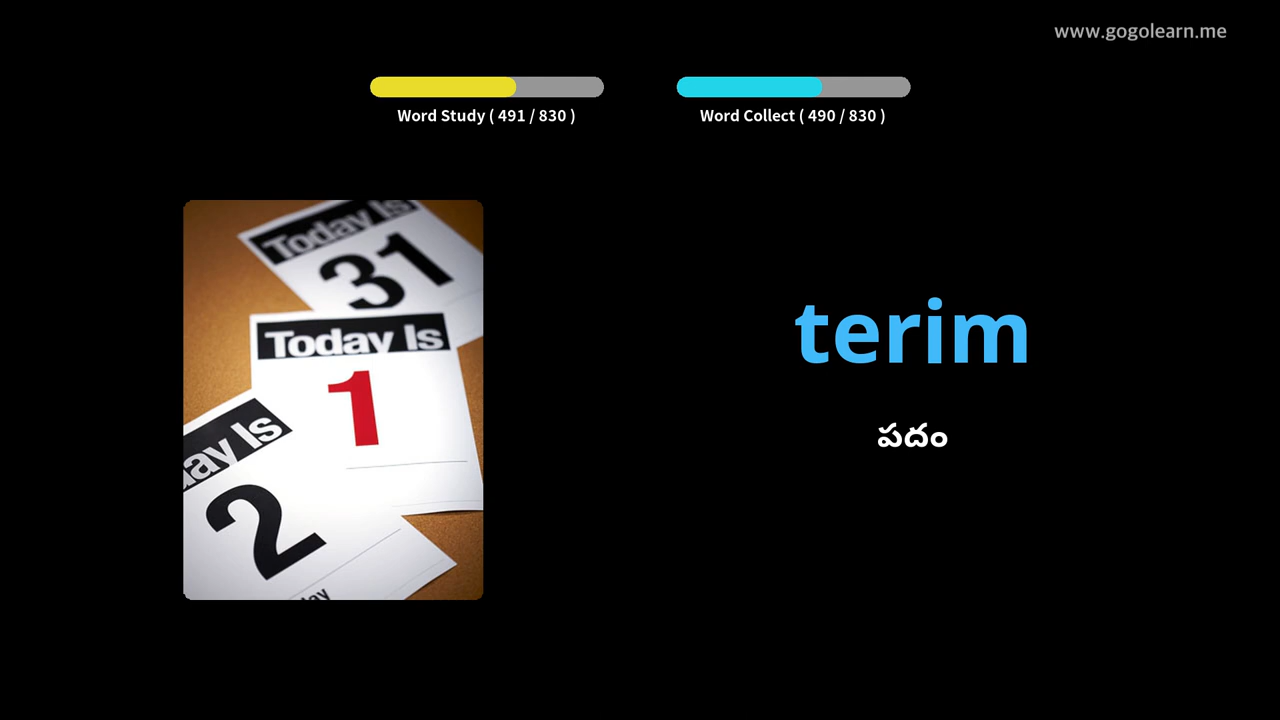 www.gogolearn.me
Word Study ( 491 / 830 )
Word Collect ( 490 / 830 )
Today Is
31
Today Is
1
ay Is
2
ay
terim
పదం